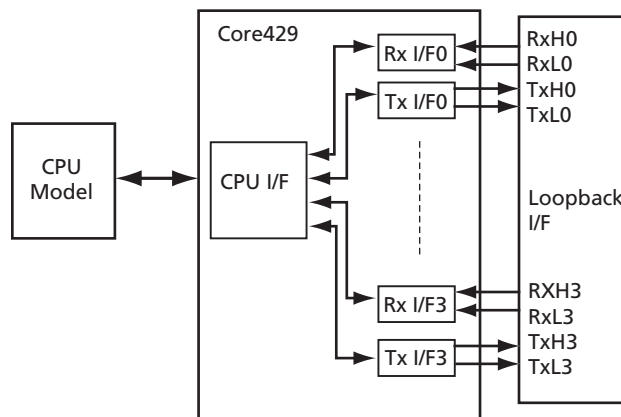 Core429
Rx I/F0
Tx I/F0
RxH0
RxL0
TxH0
TxL0
CPU
Model
CPU I/F
Loopback
I/F
Rx I/F3
Tx I/F3
RXH3
RxL3
TxH3
TxL3